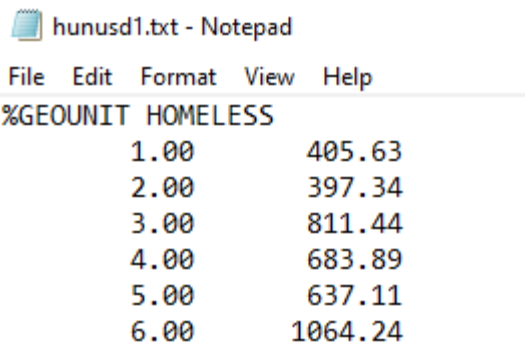 hunusd1.txt - Notepad
File Edit Format View Help
%GEOUNIT HOMELESS
1.00 405.63
2.00 397.34
3.00 811.44
4.00 683.89
5.00 637.11
6.00 1064.24